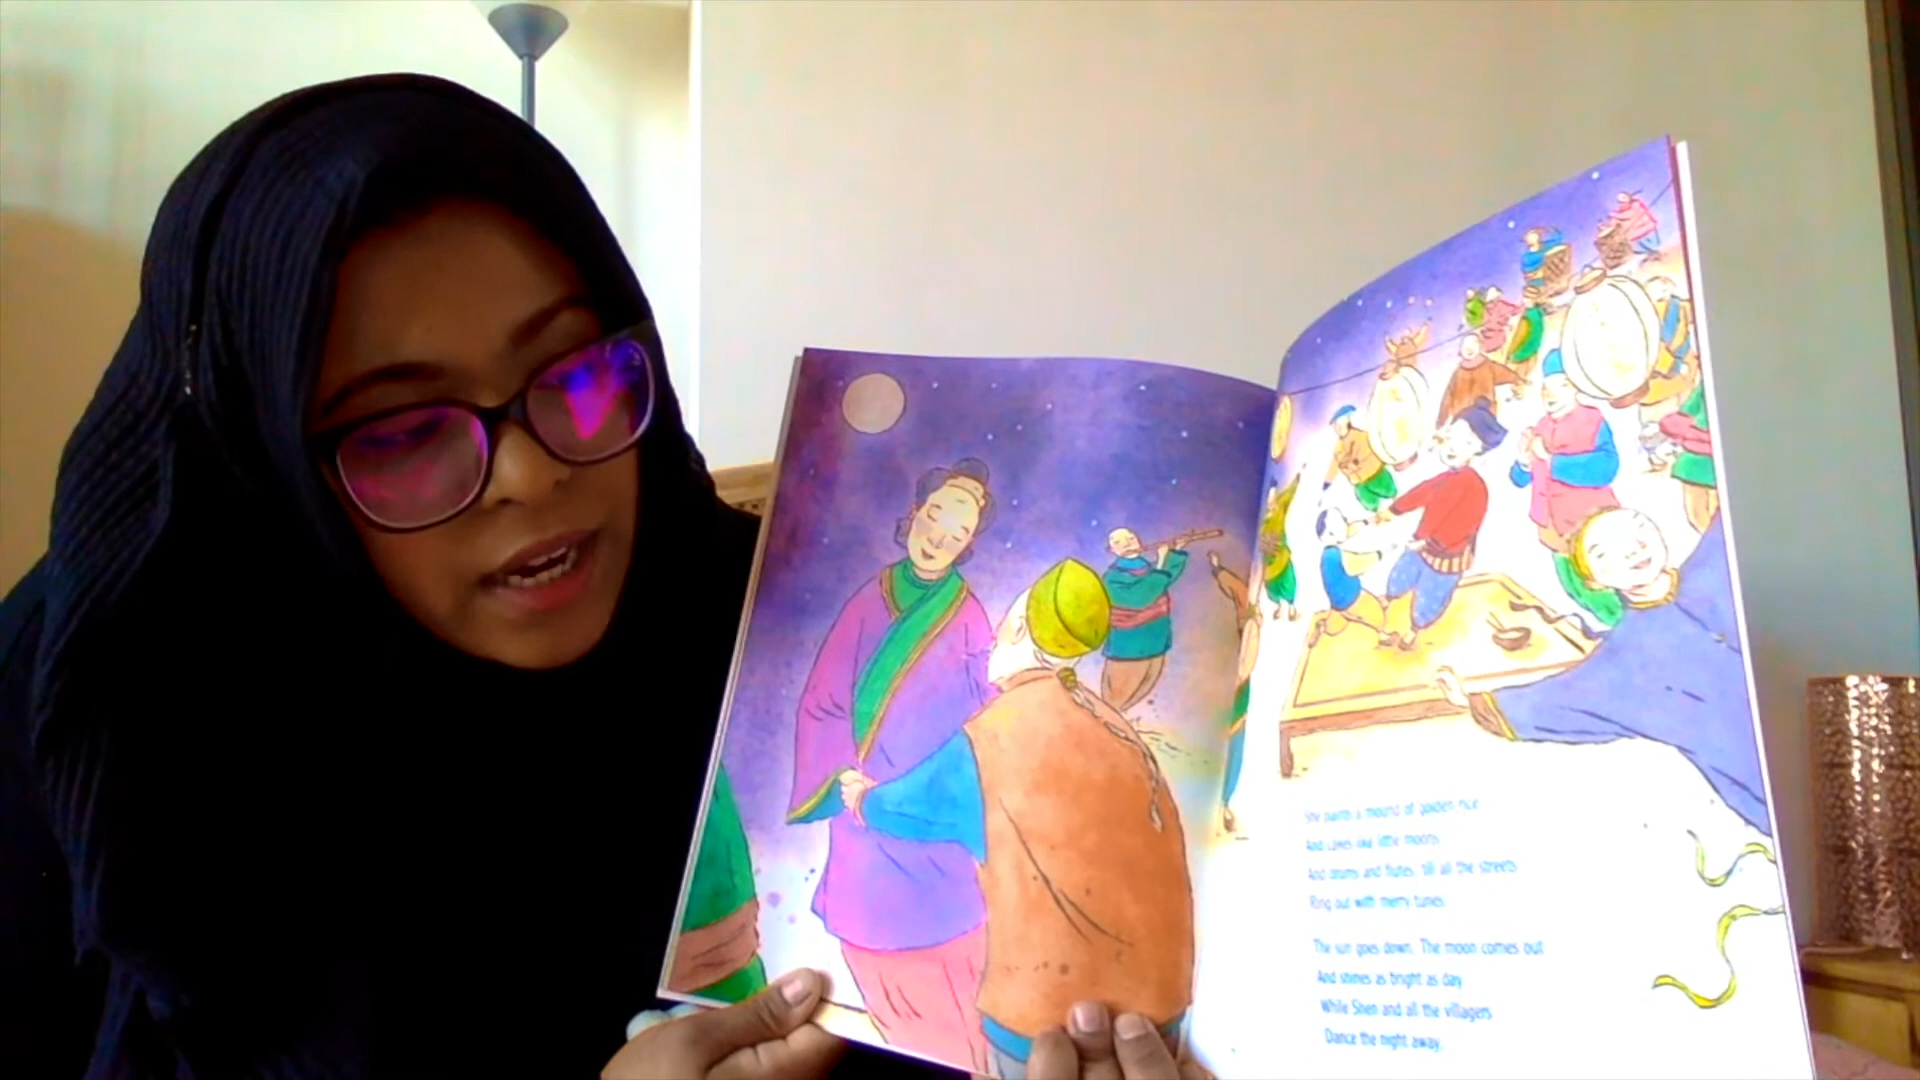 She paints a mound of golden rice
And cakes like little moons
And drums and flutes, till all the streets
Ring out with merry tunes.
The sun goes down. The moon comes out
And shines as bright as day
While Shen and all the villagers
Dance the night away.